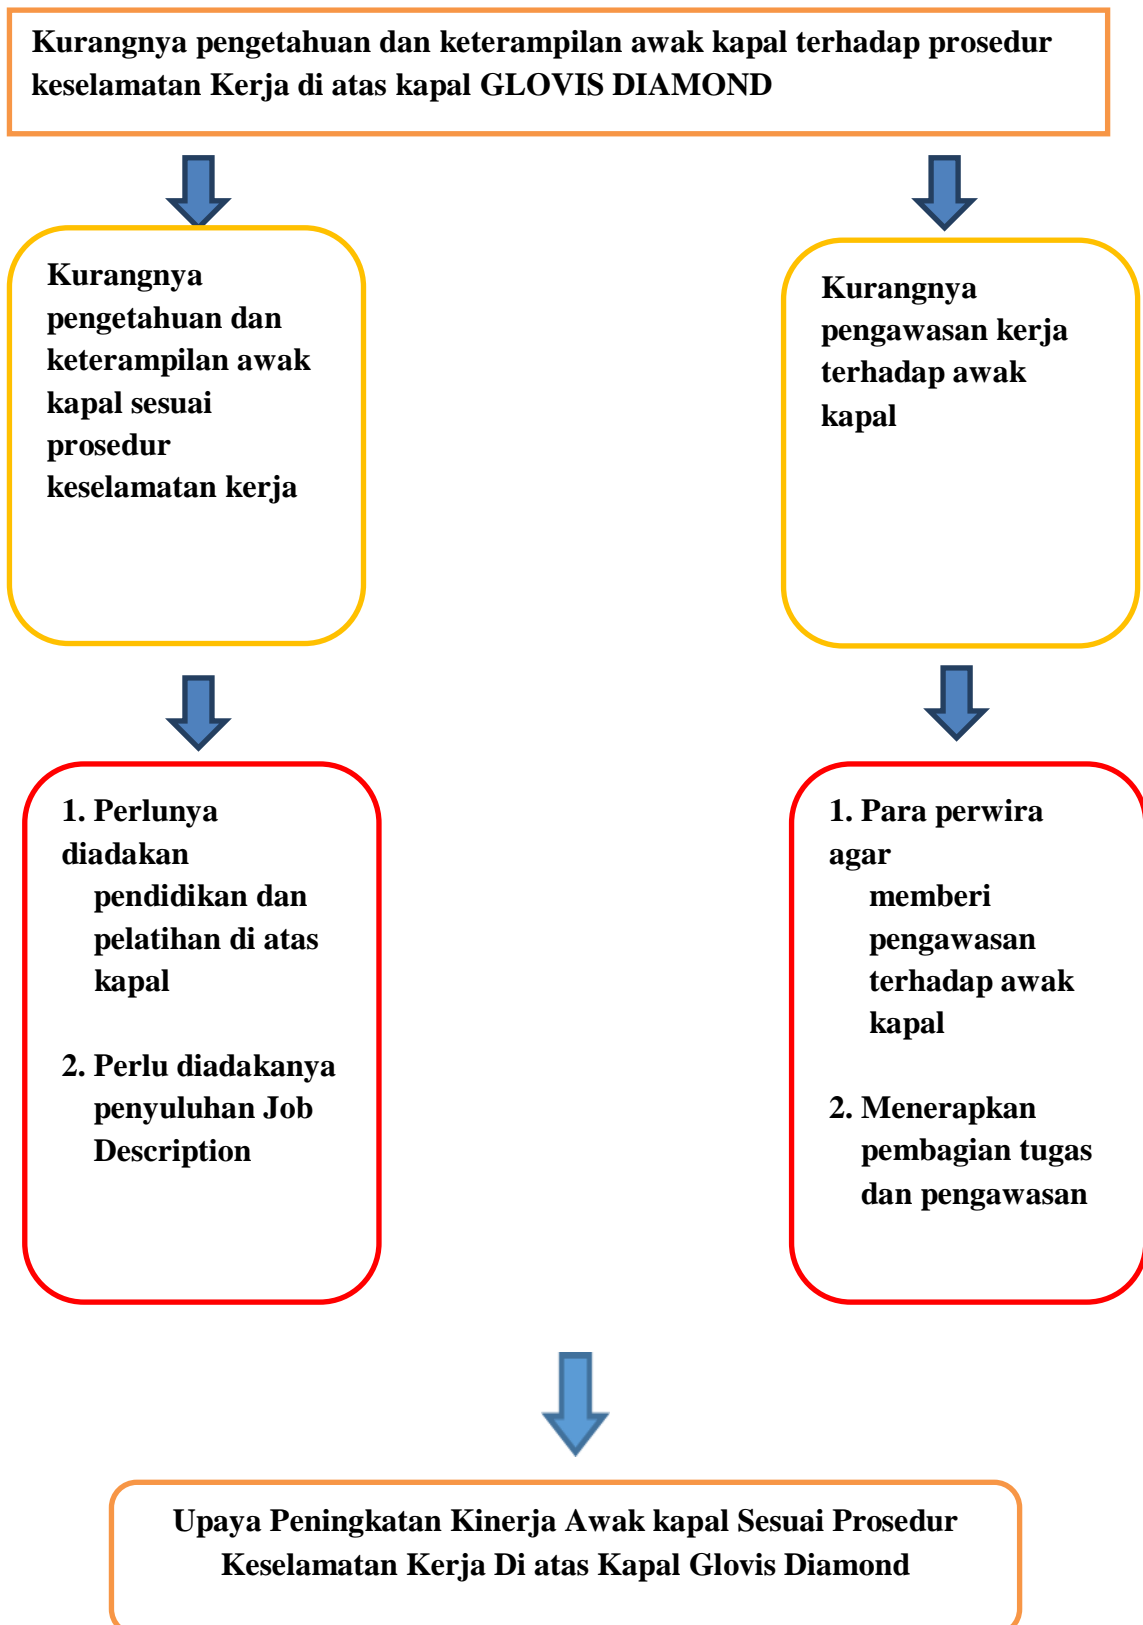 Kurangnya pengetahuan dan keterampilan awak kapal terhadap prosedur
keselamatan Kerja di atas kapal GLOVIS DIAMOND
Kurangnya
pengetahuan dan
keterampilan awak
kapal sesuai
prosedur
keselamatan kerja
Kurangnya
pengawasan kerja
terhadap awak
kapal
1. Perlunya
diadakan
pendidikan dan
pelatihan di atas
kapal
2. Perlu diadakanya
penyuluhan Job
Description
1. Para perwira
agar
memberi
pengawasan
terhadap awak
kapal
2. Menerapkan
pembagian tugas
dan pengawasan
Upaya Peningkatan Kinerja Awak kapal Sesuai Prosedur
Keselamatan Kerja Di atas Kapal Glovis Diamond